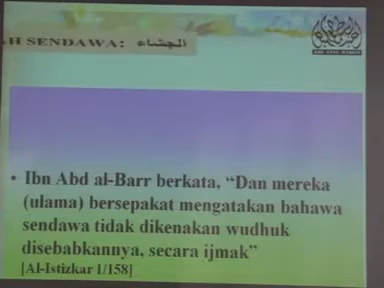 H SENDAWA: الجشاء
• Ibn Abd al-Barr berkata, “Dan mereka
(ulama) bersepakat mengatakan bahawa
sendawa tidak dikenakan wudhuk
disebabkannya, secara ijmak”
[Al-Istizkar 1/158]